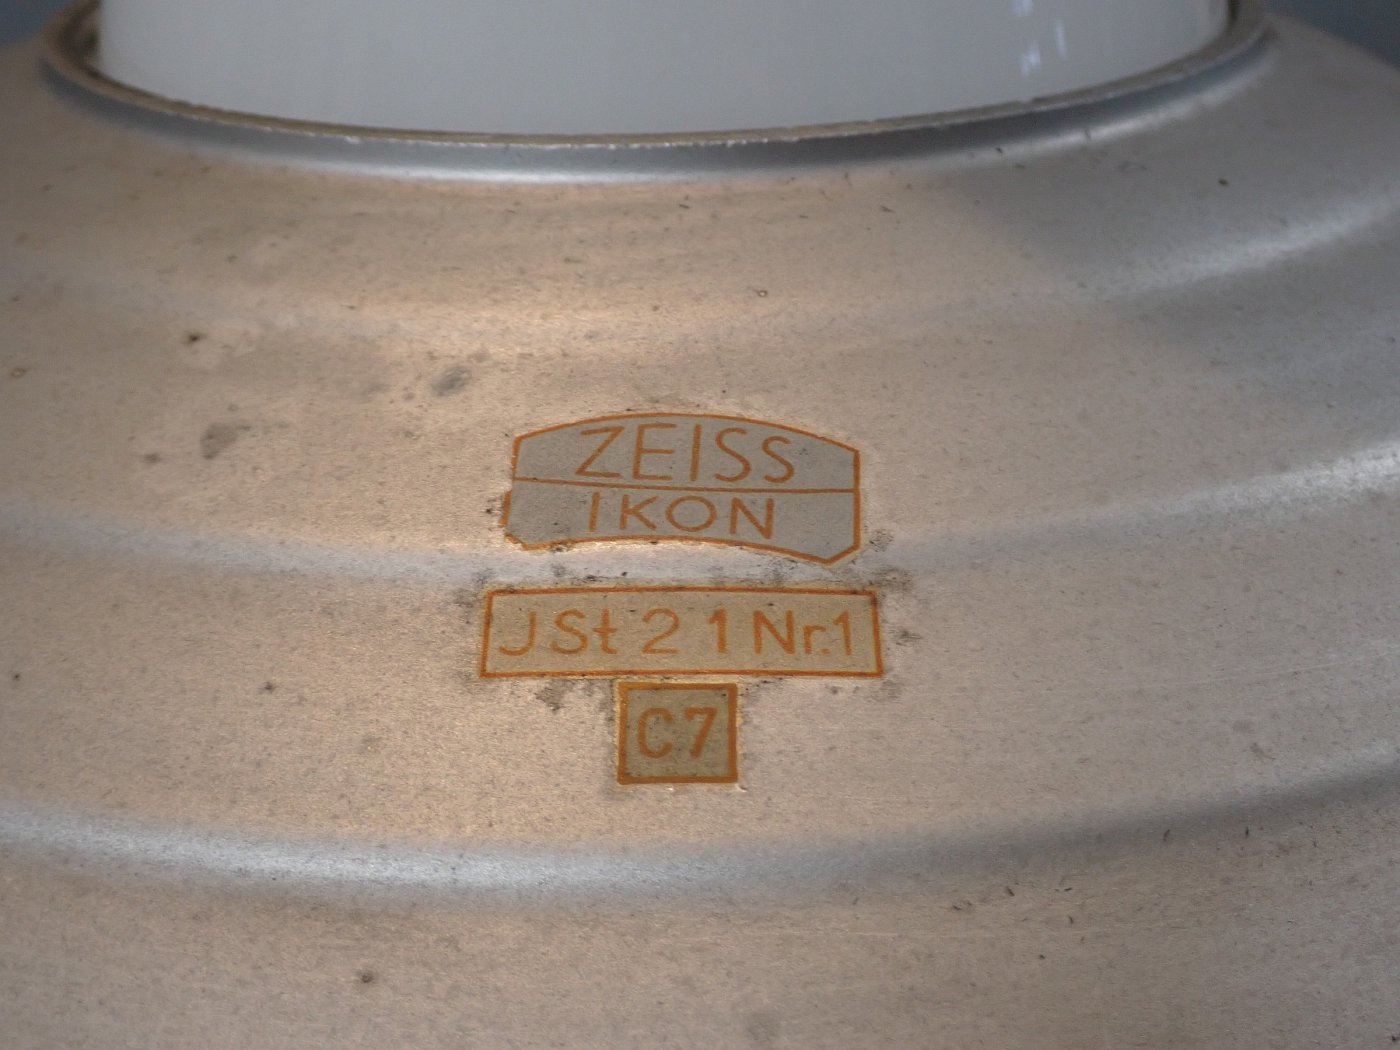 ZEISS
IKON
JSt 21 Nr.1
C7